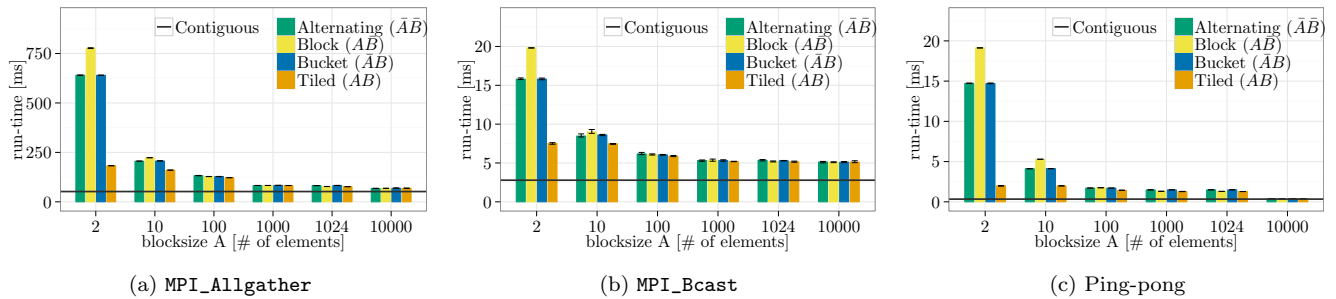 run-time [ms]
750
500
250
0
Contiguous
Alternating (ĀB̄)
Block (AB̄)
Bucket (ĀB)
Tiled (AB)
2 10 100 1000 1024 10000
blocksize A [# of elements]
(a) MPI_Allgather
run-time [ms]
20
15
10
5
0
Contiguous
Alternating (ĀB̄)
Block (AB̄)
Bucket (ĀB)
Tiled (AB)
2 10 100 1000 1024 10000
blocksize A [# of elements]
(b) MPI_Bcast
run-time [ms]
20
15
10
5
0
Contiguous
Alternating (ĀB̄)
Block (AB̄)
Bucket (ĀB)
Tiled (AB)
2 10 100 1000 1024 10000
blocksize A [# of elements]
(c) Ping-pong